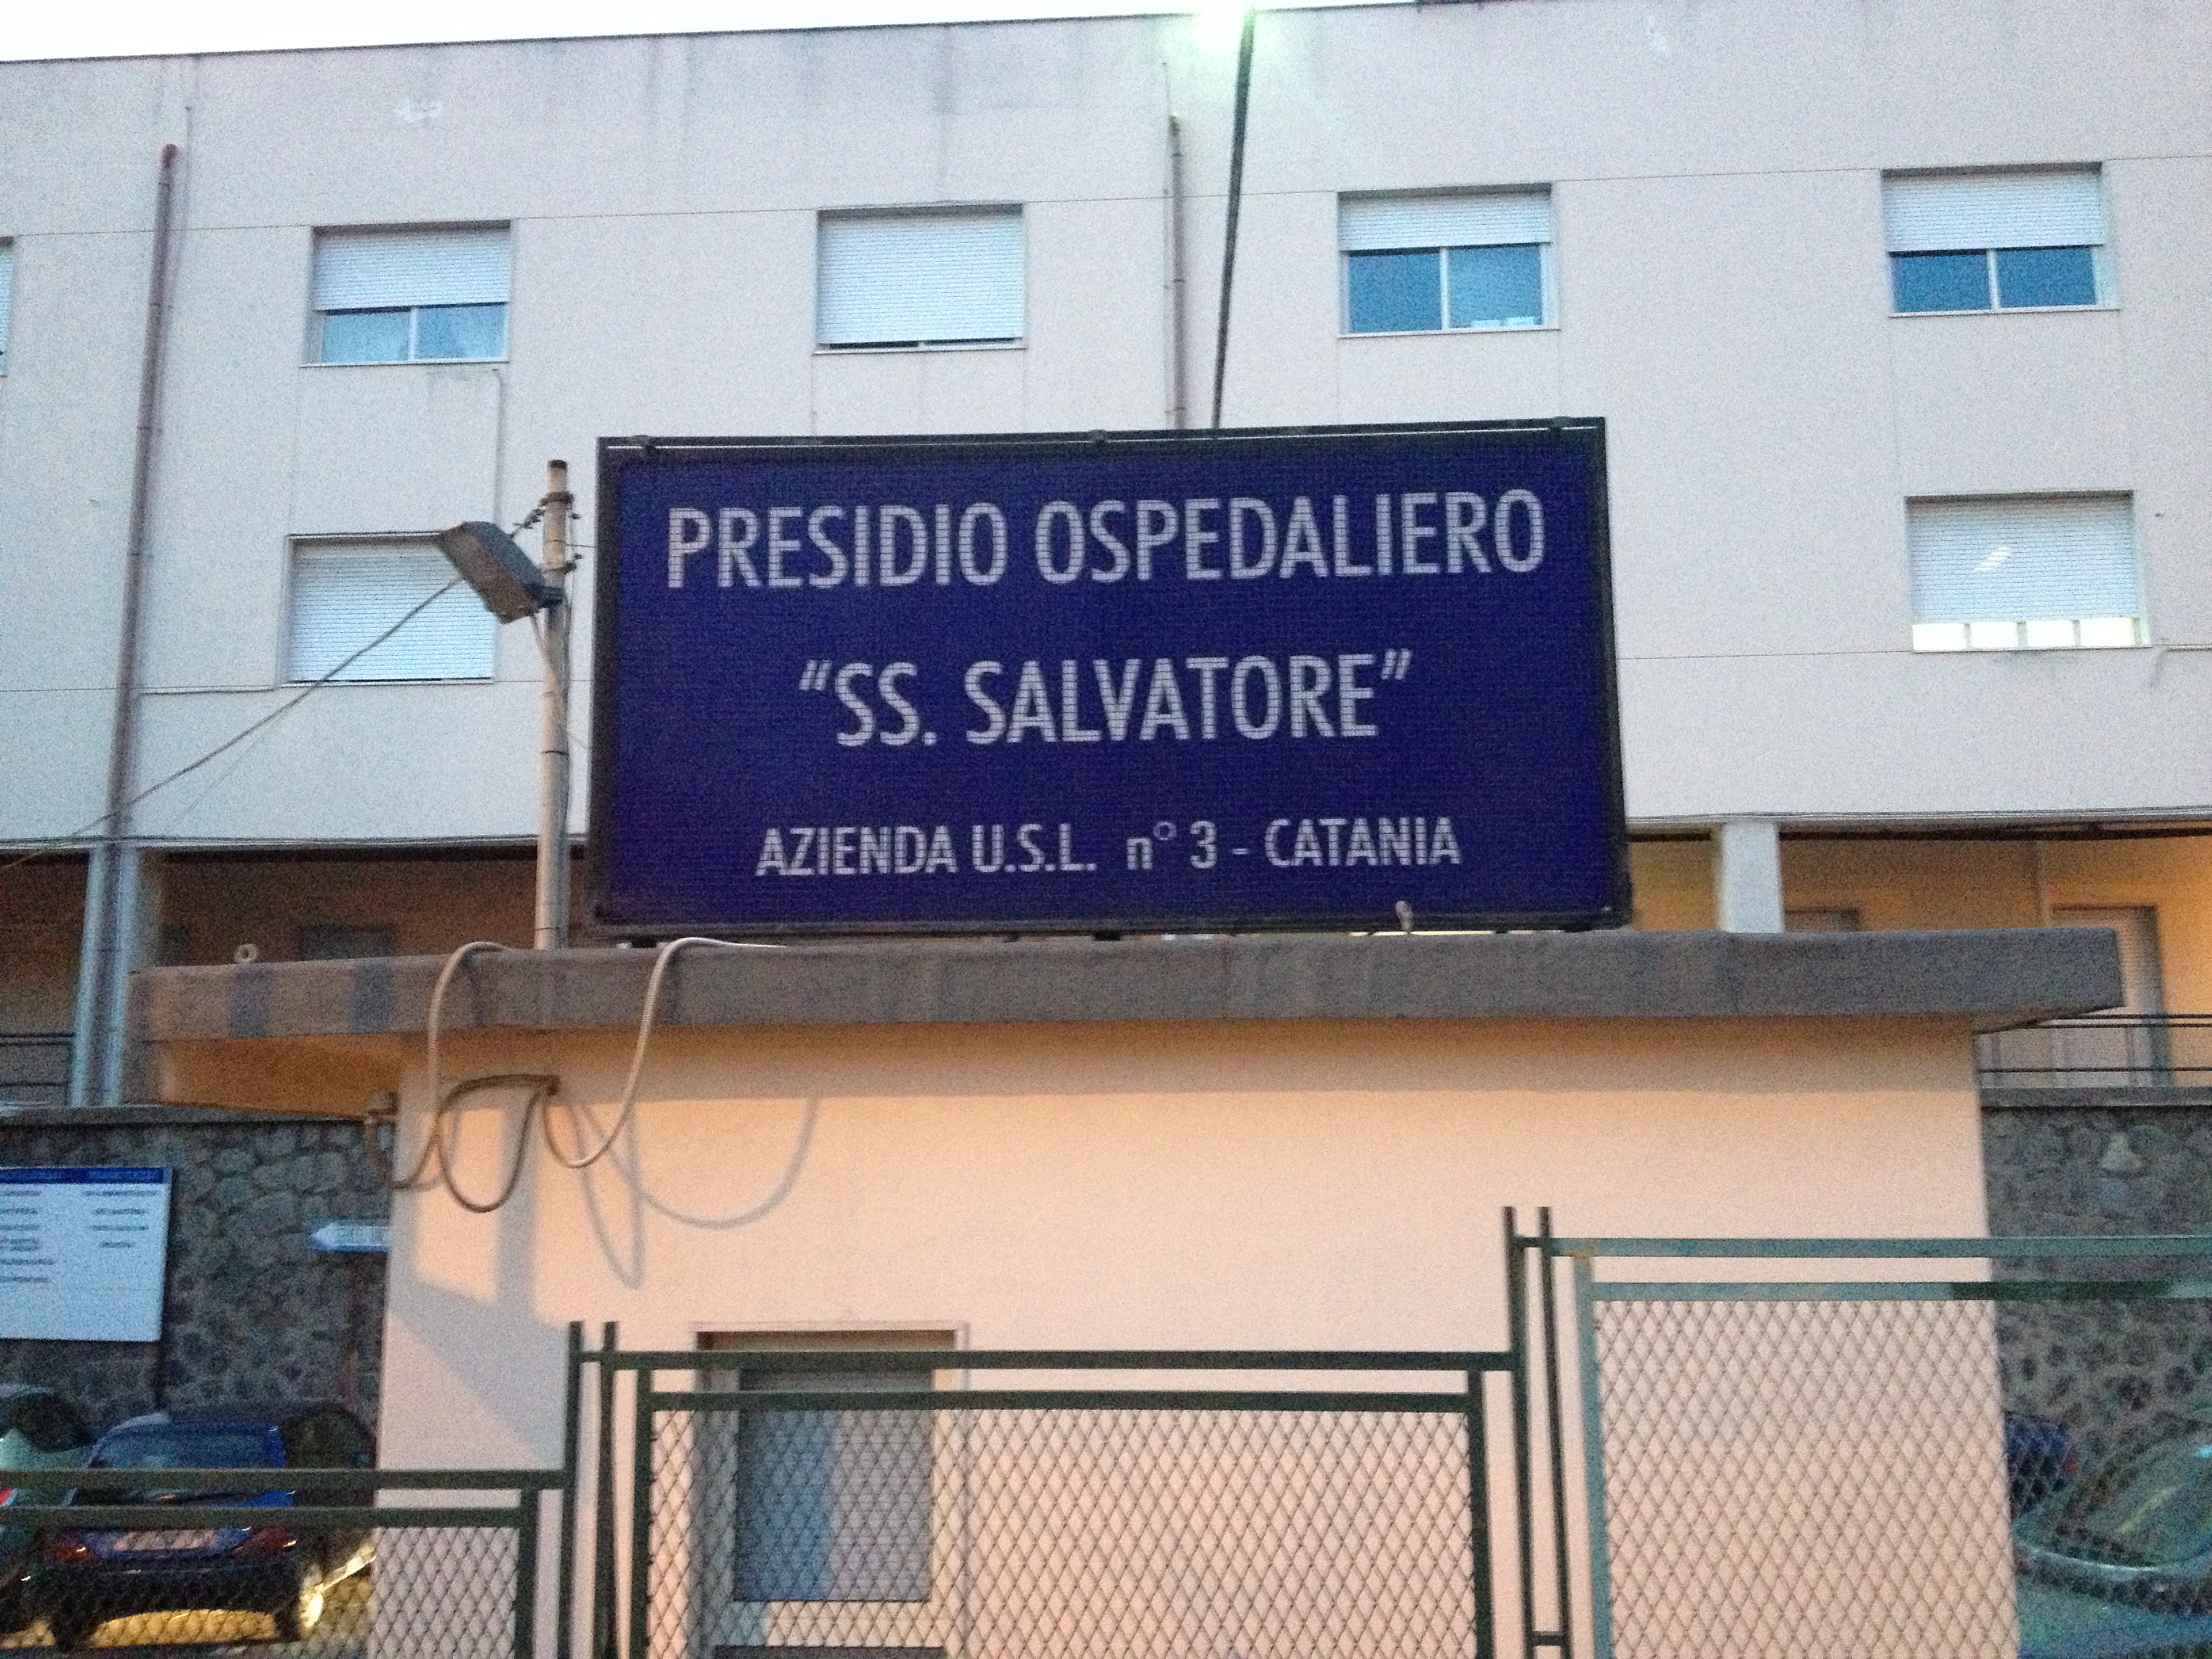 PRESIDIO OSPEDALIERO
“SS. SALVATORE”
AZIENDA U.S.L. n° 3 - CATANIA